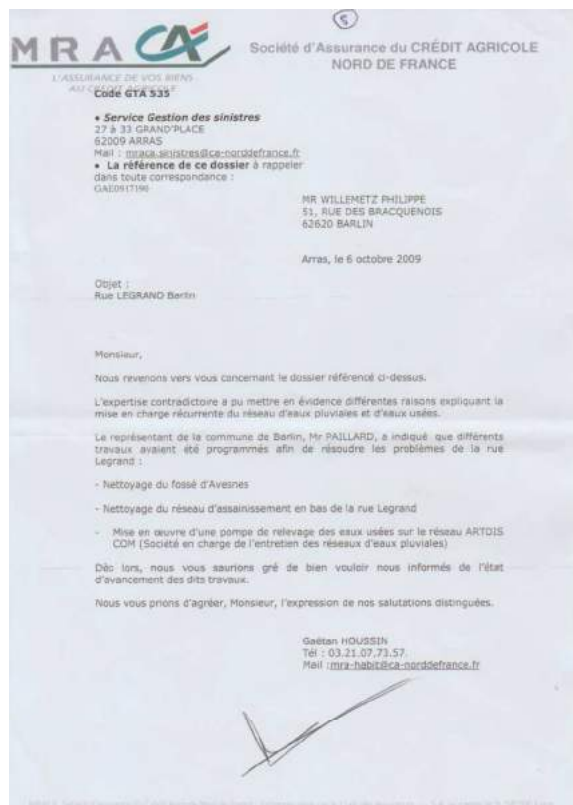 5
MRA CA
Société d'Assurance du CRÉDIT AGRICOLE
NORD DE FRANCE
L'ASSURANCE DE VOS BIENS
AU CRÉDIT AGRICOLE
Code GTA 535
• Service Gestion des sinistres
27 à 33 GRAND'PLACE
62009 ARRAS
Mail : mraca.sinistres@ca-norddefrance.fr
• La référence de ce dossier à rappeler
dans toute correspondance :
GAE0917190
MR WILLEMETZ PHILIPPE
51, RUE DES BRACQUENOIS
62620 BARLIN
Arras, le 6 octobre 2009
Objet :
Rue LEGRAND Barlin
Monsieur,
Nous revenons vers vous concernant le dossier référencé ci-dessus.
L'expertise contradictoire a pu mettre en évidence différentes raisons expliquant la
mise en charge récurrente du réseau d'eaux pluviales et d'eaux usées.
Le représentant de la commune de Barlin, Mr PAILLARD, a indiqué que différents
travaux avaient été programmés afin de résoudre les problèmes de la rue
Legrand :
- Nettoyage du fossé d'Avesnes
- Nettoyage du réseau d'assainissement en bas de la rue Legrand
- Mise en œuvre d'une pompe de relevage des eaux usées sur le réseau ARTOIS
COM (Société en charge de l'entretien des réseaux d'eaux pluviales)
Dès lors, nous vous saurions gré de bien vouloir nous informés de l'état
d'avancement des dits travaux.
Nous vous prions d'agréer, Monsieur, l'expression de nos salutations distinguées.
Gaëtan HOUSSIN
Tél : 03.21.07.73.57.
Mail :mra-habit@ca-norddefrance.fr